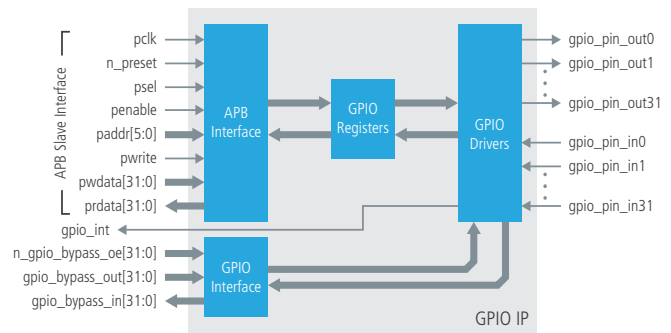 APB Slave Interface
pclk
n_preset
psel
penable
paddr[5:0]
pwrite
pwdata[31:0]
prdata[31:0]
gpio_int
n_gpio_bypass_oe[31:0]
gpio_bypass_out[31:0]
gpio_bypass_in[31:0]
APB
Interface
GPIO
Registers
GPIO
Drivers
GPIO
Interface
gpio_pin_out0
gpio_pin_out1
gpio_pin_out31
gpio_pin_in0
gpio_pin_in1
gpio_pin_in31
GPIO IP